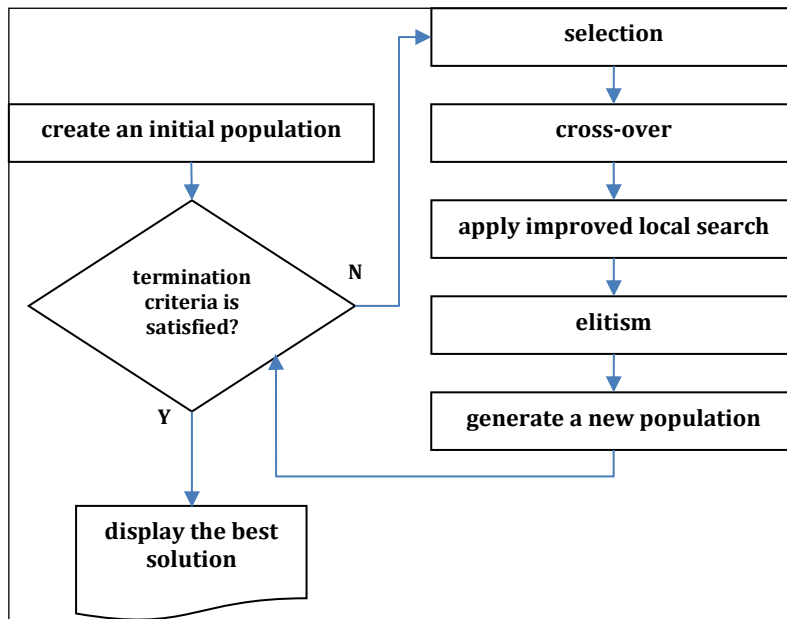 create an initial population
termination
criteria is
satisfied?
N
Y
display the best
solution
selection
cross-over
apply improved local search
elitism
generate a new population